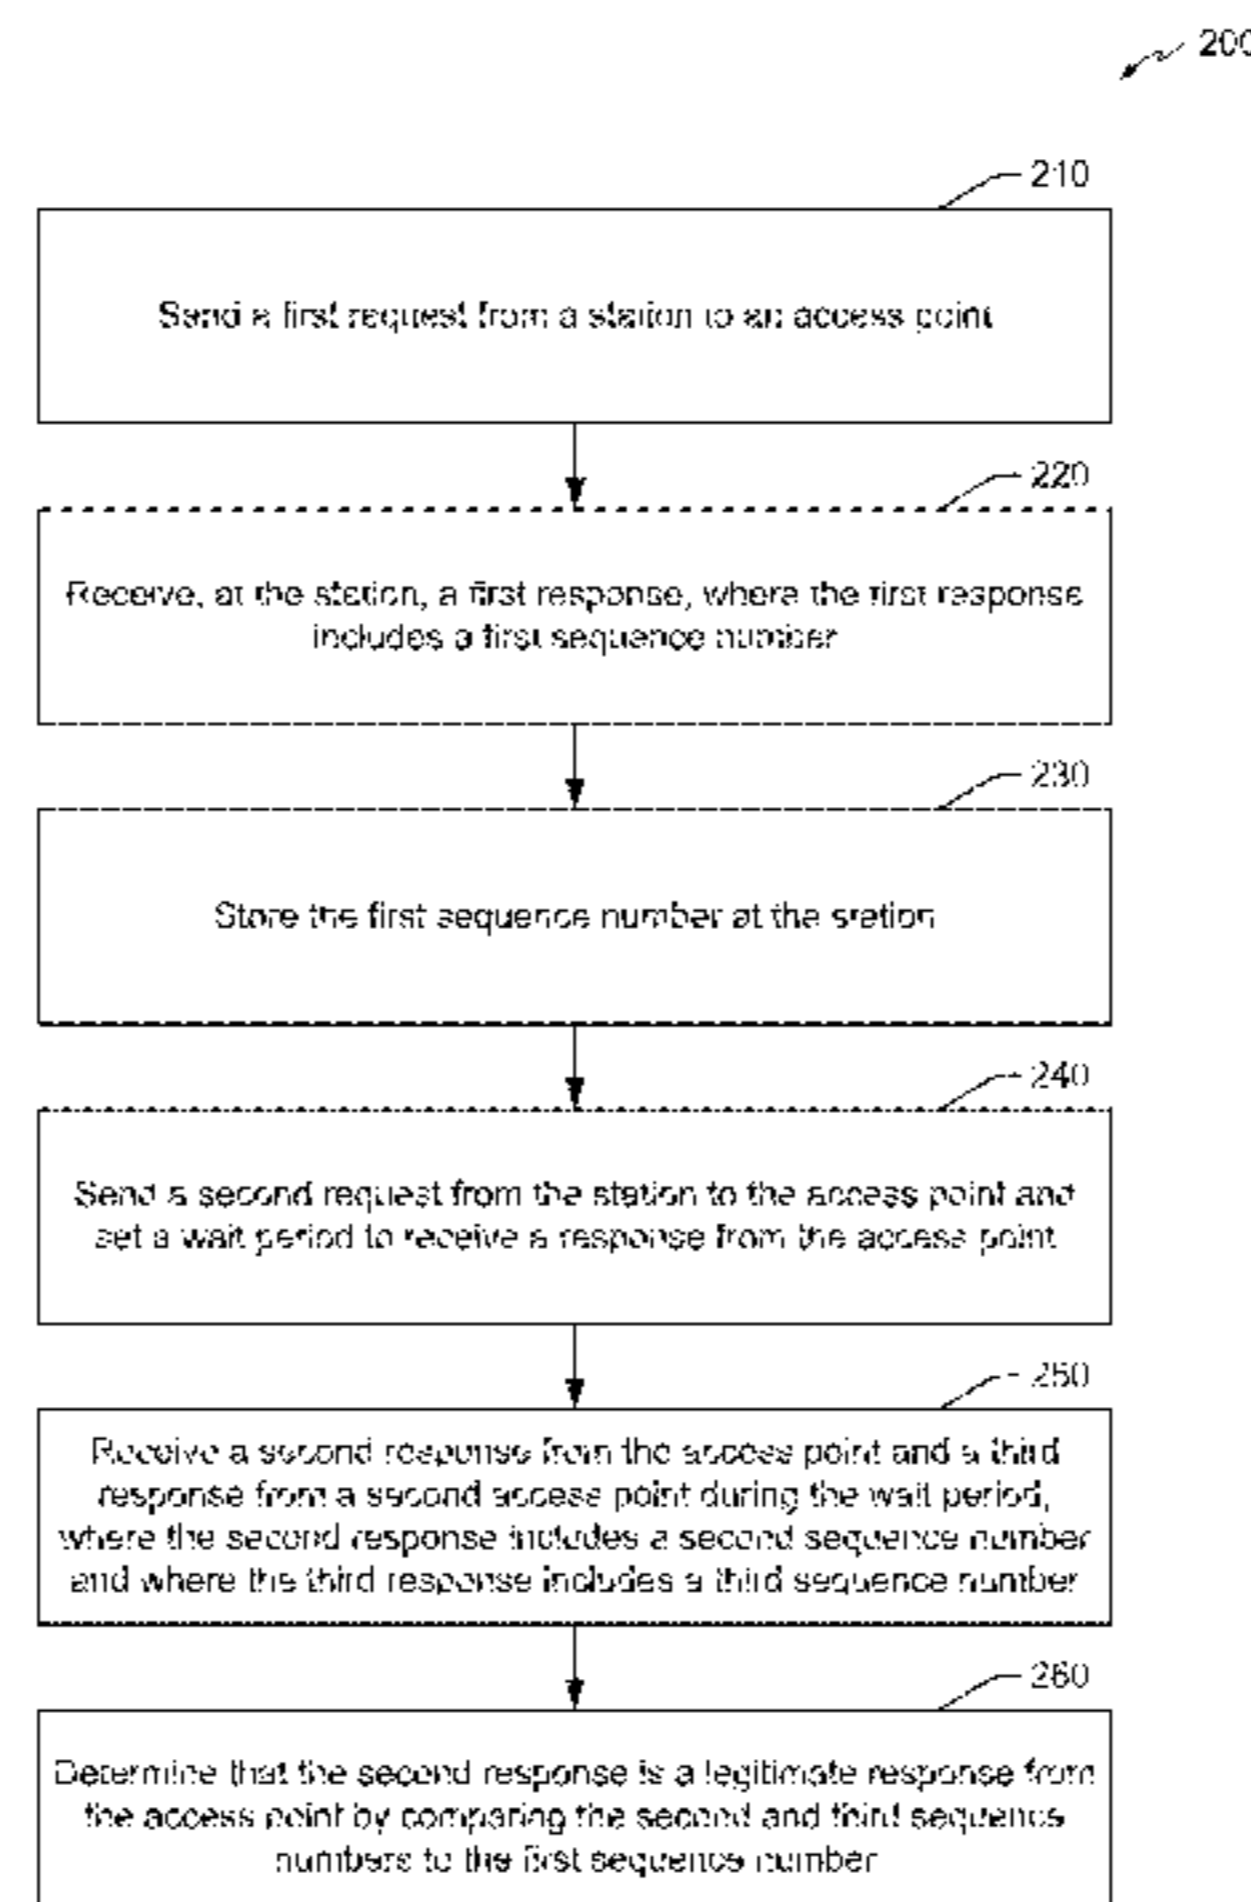 200
210
Send a first request from a station to an access point
220
Receive, at the station, a first response, where the first response
includes a first sequence number
230
Store the first sequence number at the station
240
Send a second request from the station to the access point and
set a wait period to receive a response from the access point
250
Receive a second response from the access point and a third
response from a second access point during the wait period,
where the second response includes a second sequence number
and where the third response includes a third sequence number
260
Determine that the second response is a legitimate response from
the access point by comparing the second and third sequence
numbers to the first sequence number